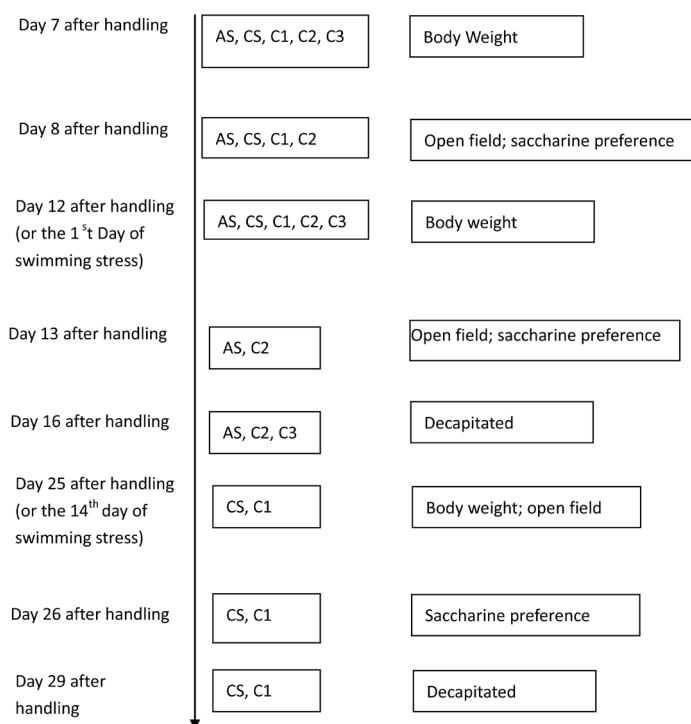 Day 7 after handling
AS, CS, C1, C2, C3
Body Weight
Day 8 after handling
AS, CS, C1, C2
Open field; saccharine preference
Day 12 after handling
(or the 1 st Day of
swimming stress)
AS, CS, C1, C2, C3
Body weight
Day 13 after handling
AS, C2
Open field; saccharine preference
Day 16 after handling
AS, C2, C3
Decapitated
Day 25 after handling
(or the 14th day of
swimming stress)
CS, C1
Body weight; open field
Day 26 after handling
CS, C1
Saccharine preference
Day 29 after
handling
CS, C1
Decapitated